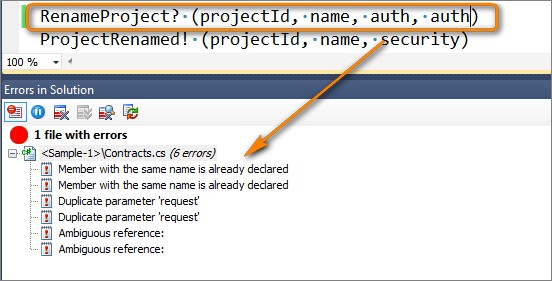 RenameProject? (projectId, name, auth, auth)
ProjectRenamed! (projectId, name, security)
100 %
Errors in Solution
1 file with errors
<Sample-1>\Contracts.cs (6 errors)
Member with the same name is already declared
Member with the same name is already declared
Duplicate parameter 'request'
Duplicate parameter 'request'
Ambiguous reference:
Ambiguous reference: